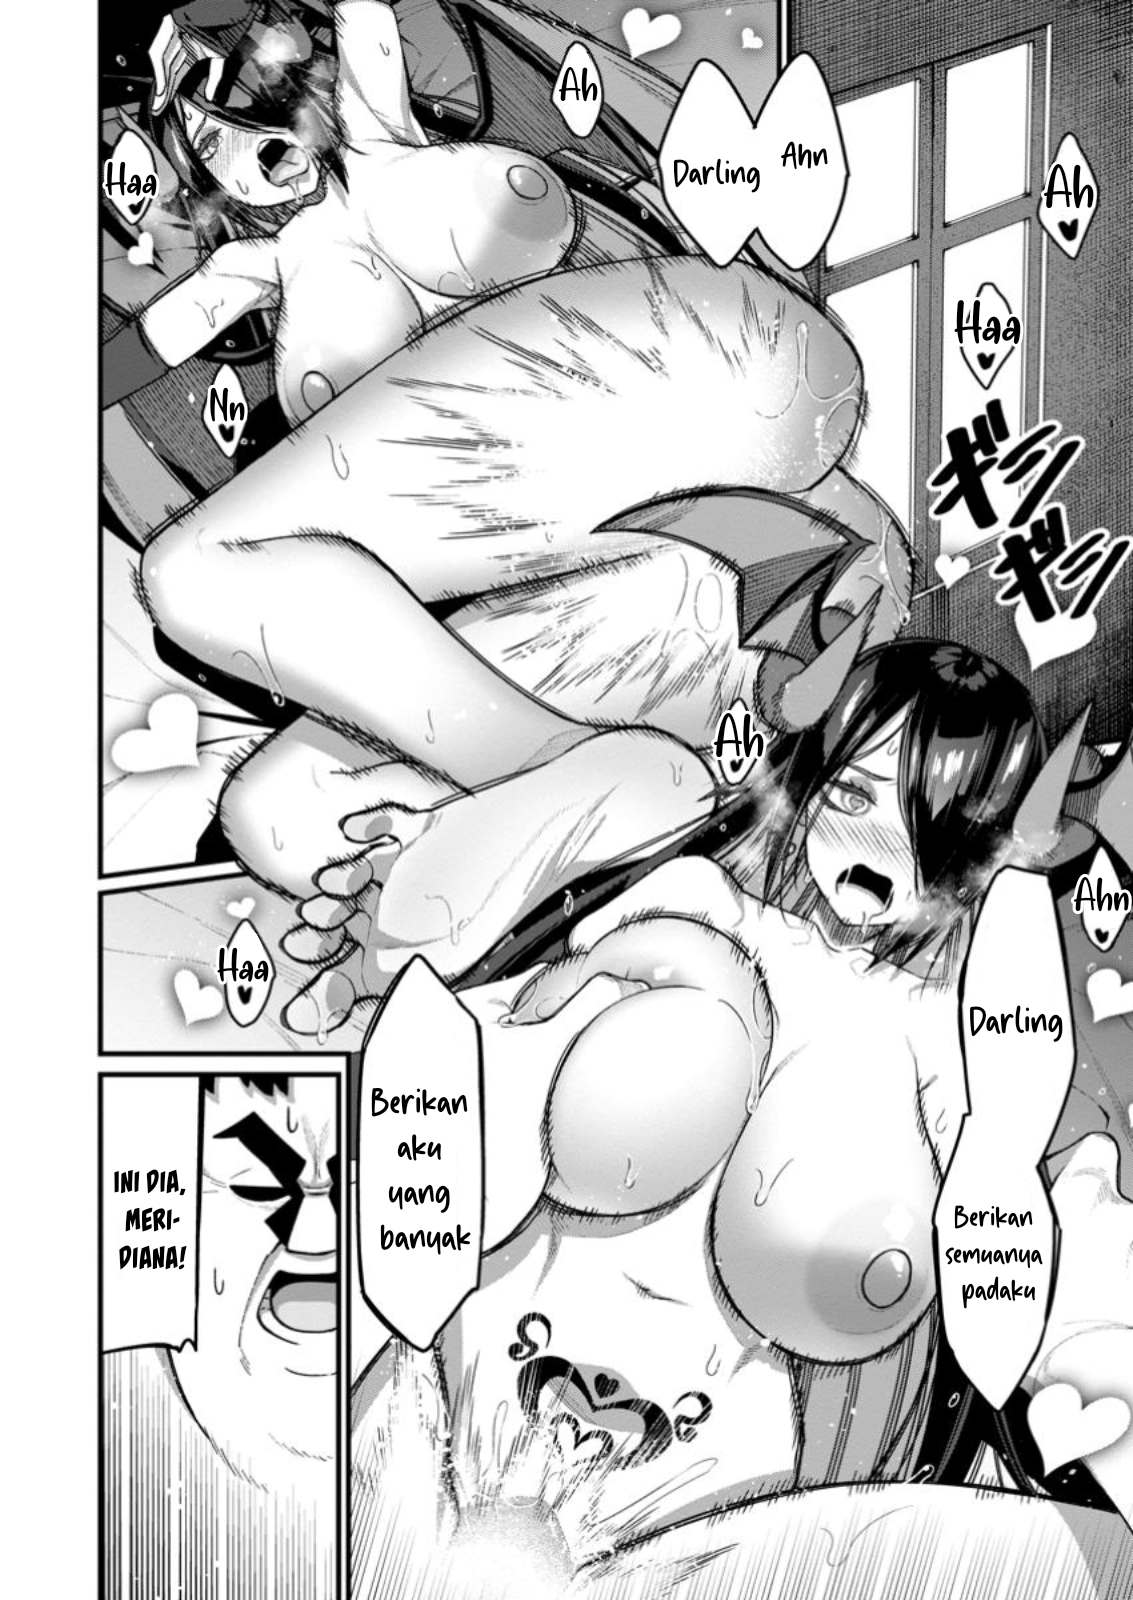 Ah
Darling
Ahn
Haa
Ah
Haa
Nn
ギシ
ギシ
Ah
Ahn
Haa
Darling
Berikan
semuanya
padaku
Berikan
aku
yang
banyak
INI DIA,
MERI-
DIANA!